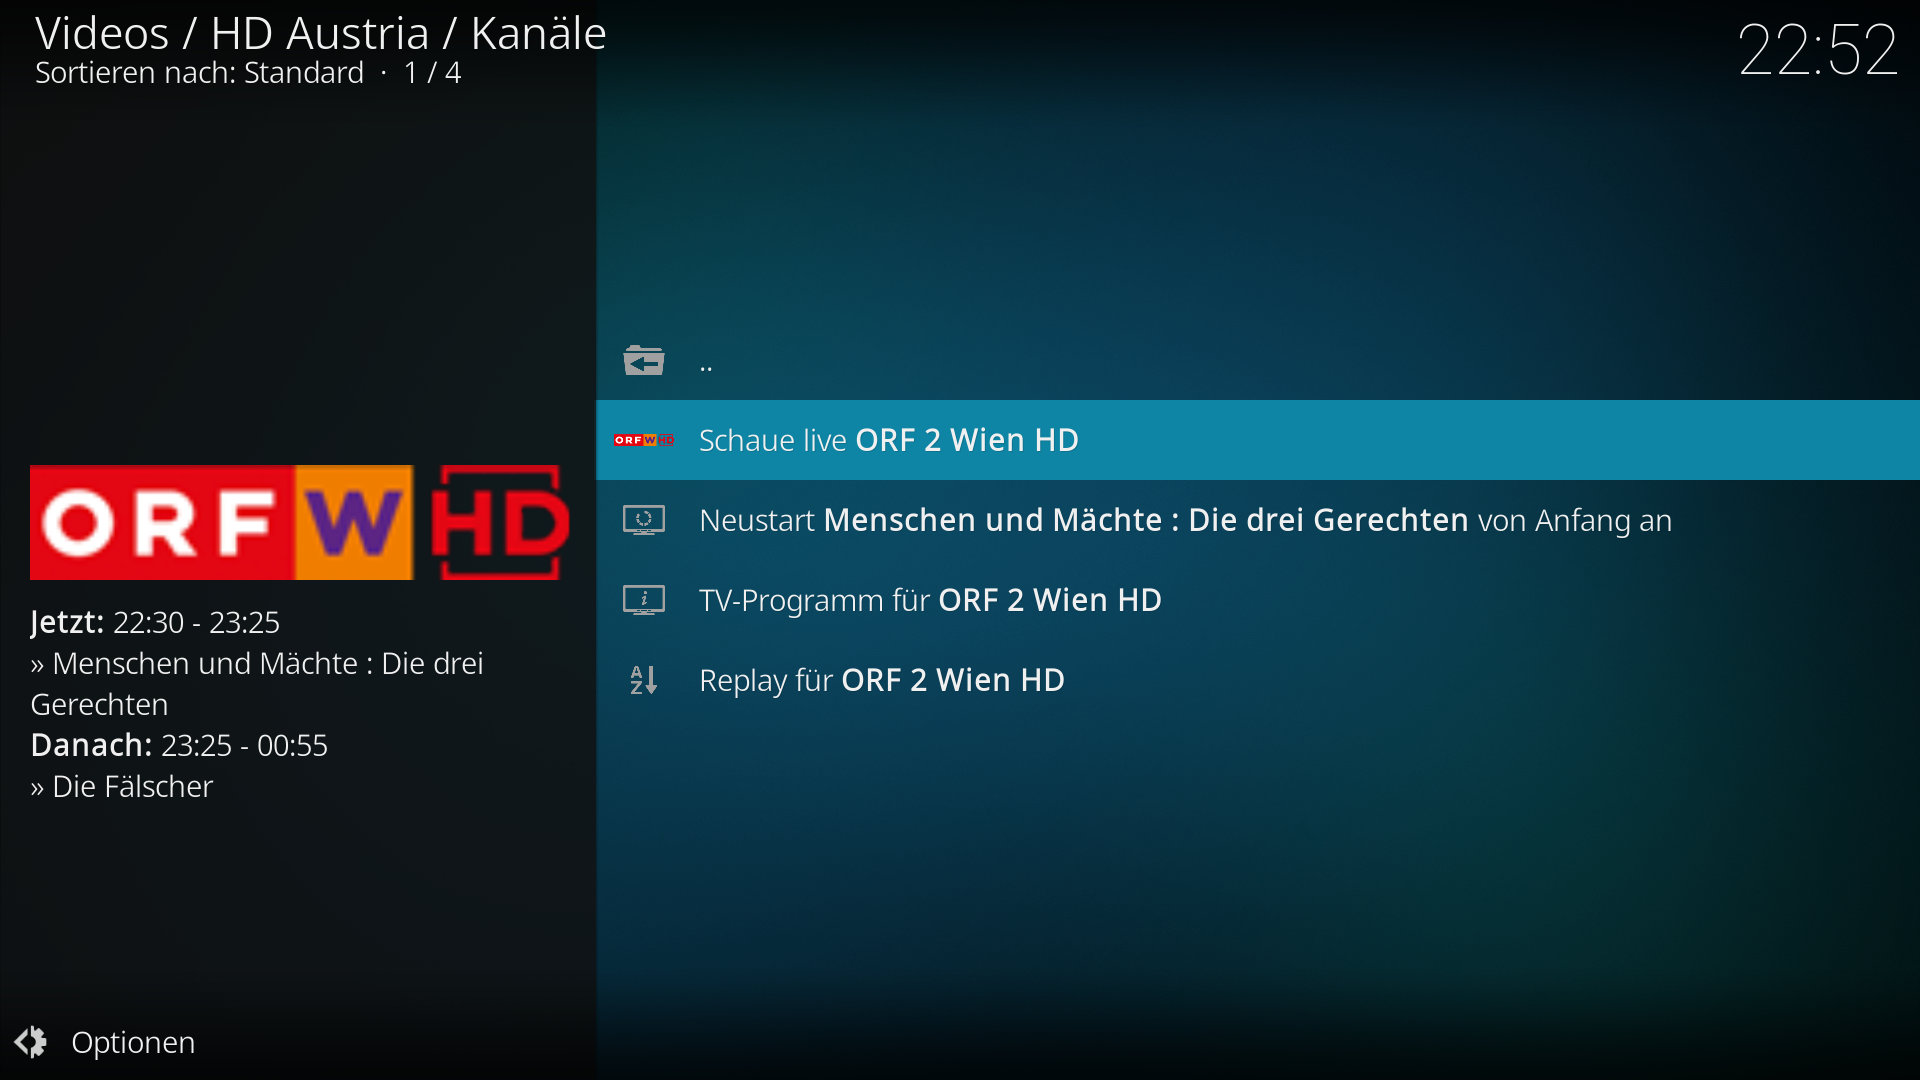 Videos / HD Austria / Kanäle
Sortieren nach: Standard · 1 / 4
22:52
..
ORF W HD Schaue live ORF 2 Wien HD
Neustart Menschen und Mächte : Die drei Gerechten von Anfang an
TV-Programm für ORF 2 Wien HD
AZ Replay für ORF 2 Wien HD
ORF W HD
Jetzt: 22:30 - 23:25
» Menschen und Mächte : Die drei
Gerechten
Danach: 23:25 - 00:55
» Die Fälscher
Optionen